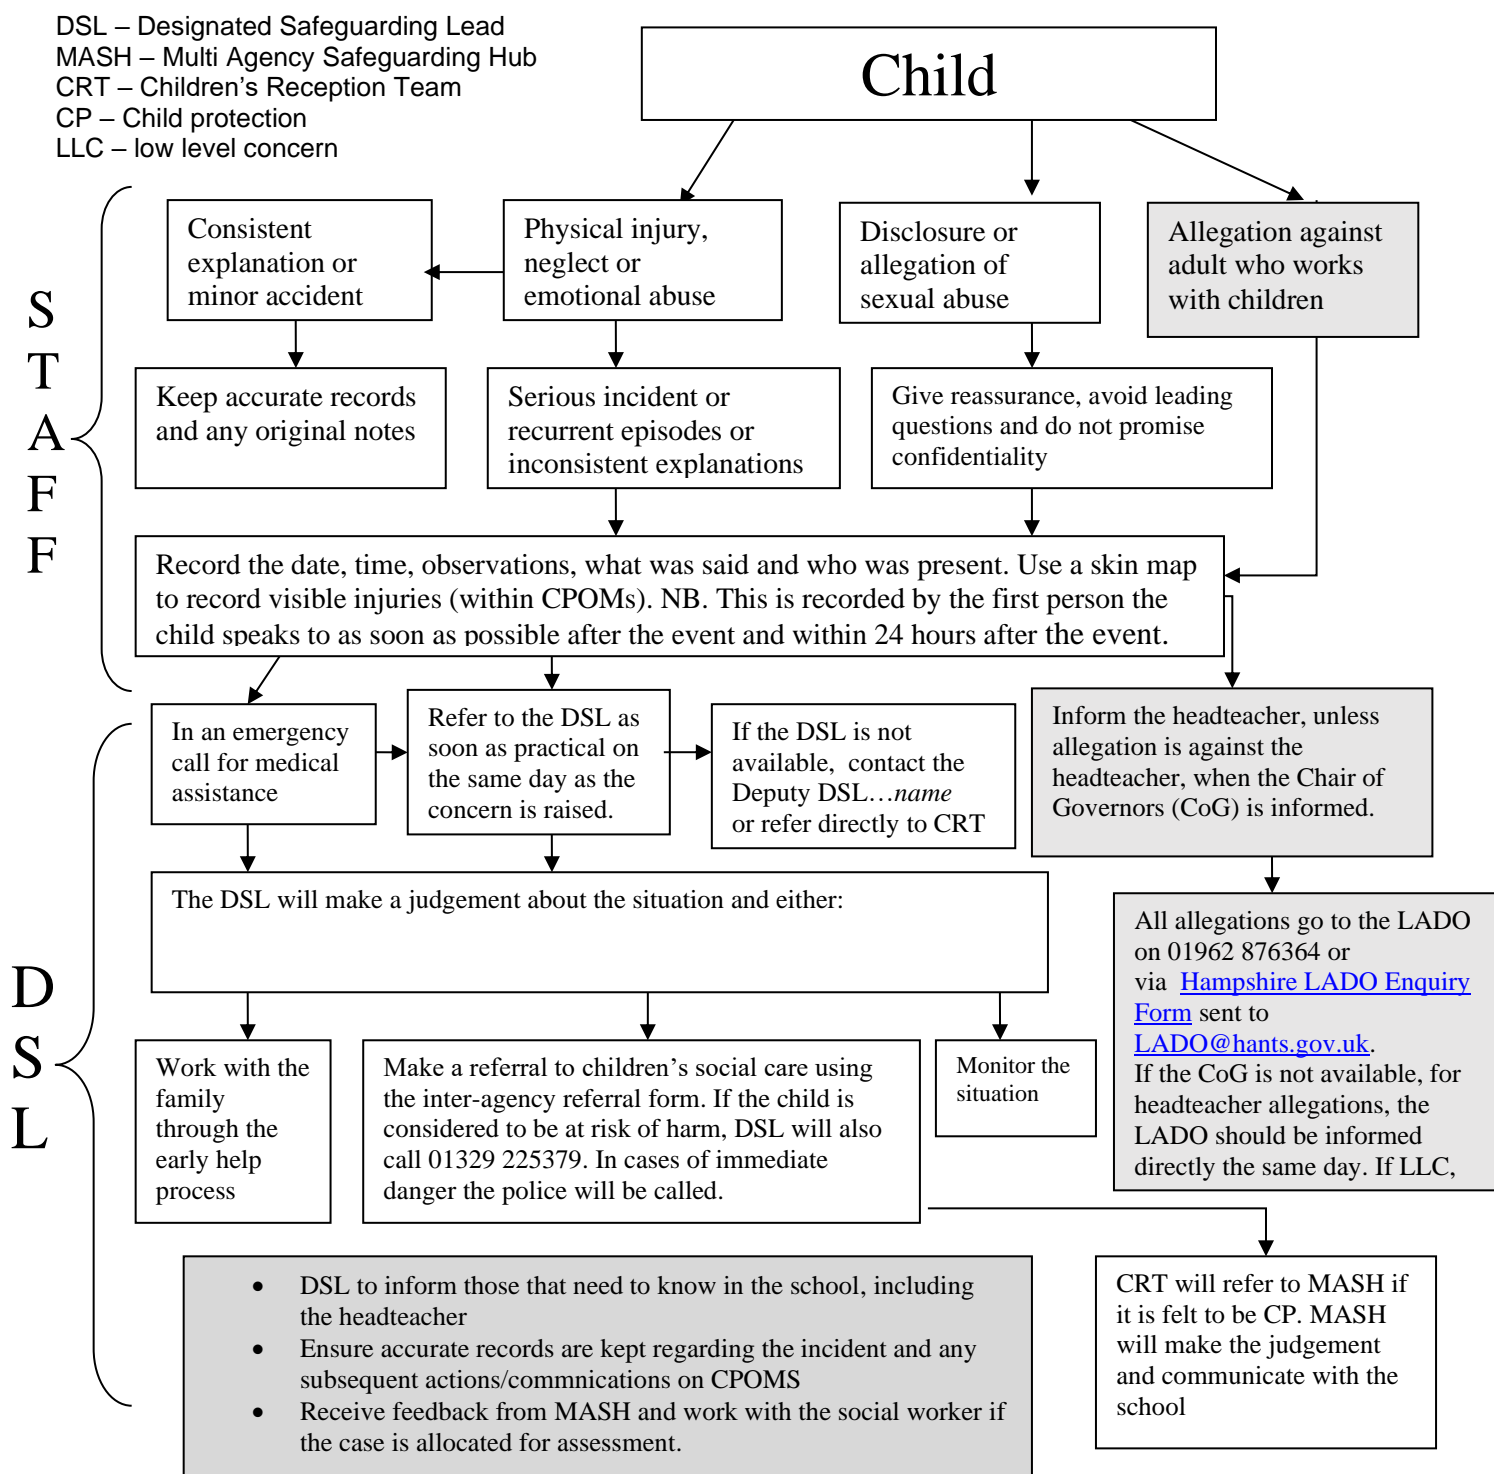 DSL – Designated Safeguarding Lead
MASH – Multi Agency Safeguarding Hub
CRT – Children's Reception Team
CP – Child protection
LLC – low level concern
Child
S
T
A
F
F
Consistent
explanation or
minor accident
Physical injury,
neglect or
emotional abuse
Disclosure or
allegation of
sexual abuse
Allegation against
adult who works
with children
Keep accurate records
and any original notes
Serious incident or
recurrent episodes or
inconsistent explanations
Give reassurance, avoid leading
questions and do not promise
confidentiality
Record the date, time, observations, what was said and who was present. Use a skin map
to record visible injuries (within CPOMs). NB. This is recorded by the first person the
child speaks to as soon as possible after the event and within 24 hours after the event.
D
S
L
In an emergency
call for medical
assistance
Refer to the DSL as
soon as practical on
the same day as the
concern is raised.
If the DSL is not
available, contact the
Deputy DSL…name
or refer directly to CRT
Inform the headteacher, unless
allegation is against the
headteacher, when the Chair of
Governors (CoG) is informed.
The DSL will make a judgement about the situation and either:
All allegations go to the LADO
on 01962 876364 or
via Hampshire LADO Enquiry
Form sent to
LADO@hants.gov.uk.
If the CoG is not available, for
headteacher allegations, the
LADO should be informed
directly the same day. If LLC,
Work with the
family
through the
early help
process
Make a referral to children's social care using
the inter-agency referral form. If the child is
considered to be at risk of harm, DSL will also
call 01329 225379. In cases of immediate
danger the police will be called.
Monitor the
situation
• DSL to inform those that need to know in the school, including
the headteacher
• Ensure accurate records are kept regarding the incident and any
subsequent actions/commnications on CPOMS
• Receive feedback from MASH and work with the social worker if
the case is allocated for assessment.
CRT will refer to MASH if
it is felt to be CP. MASH
will make the judgement
and communicate with the
school